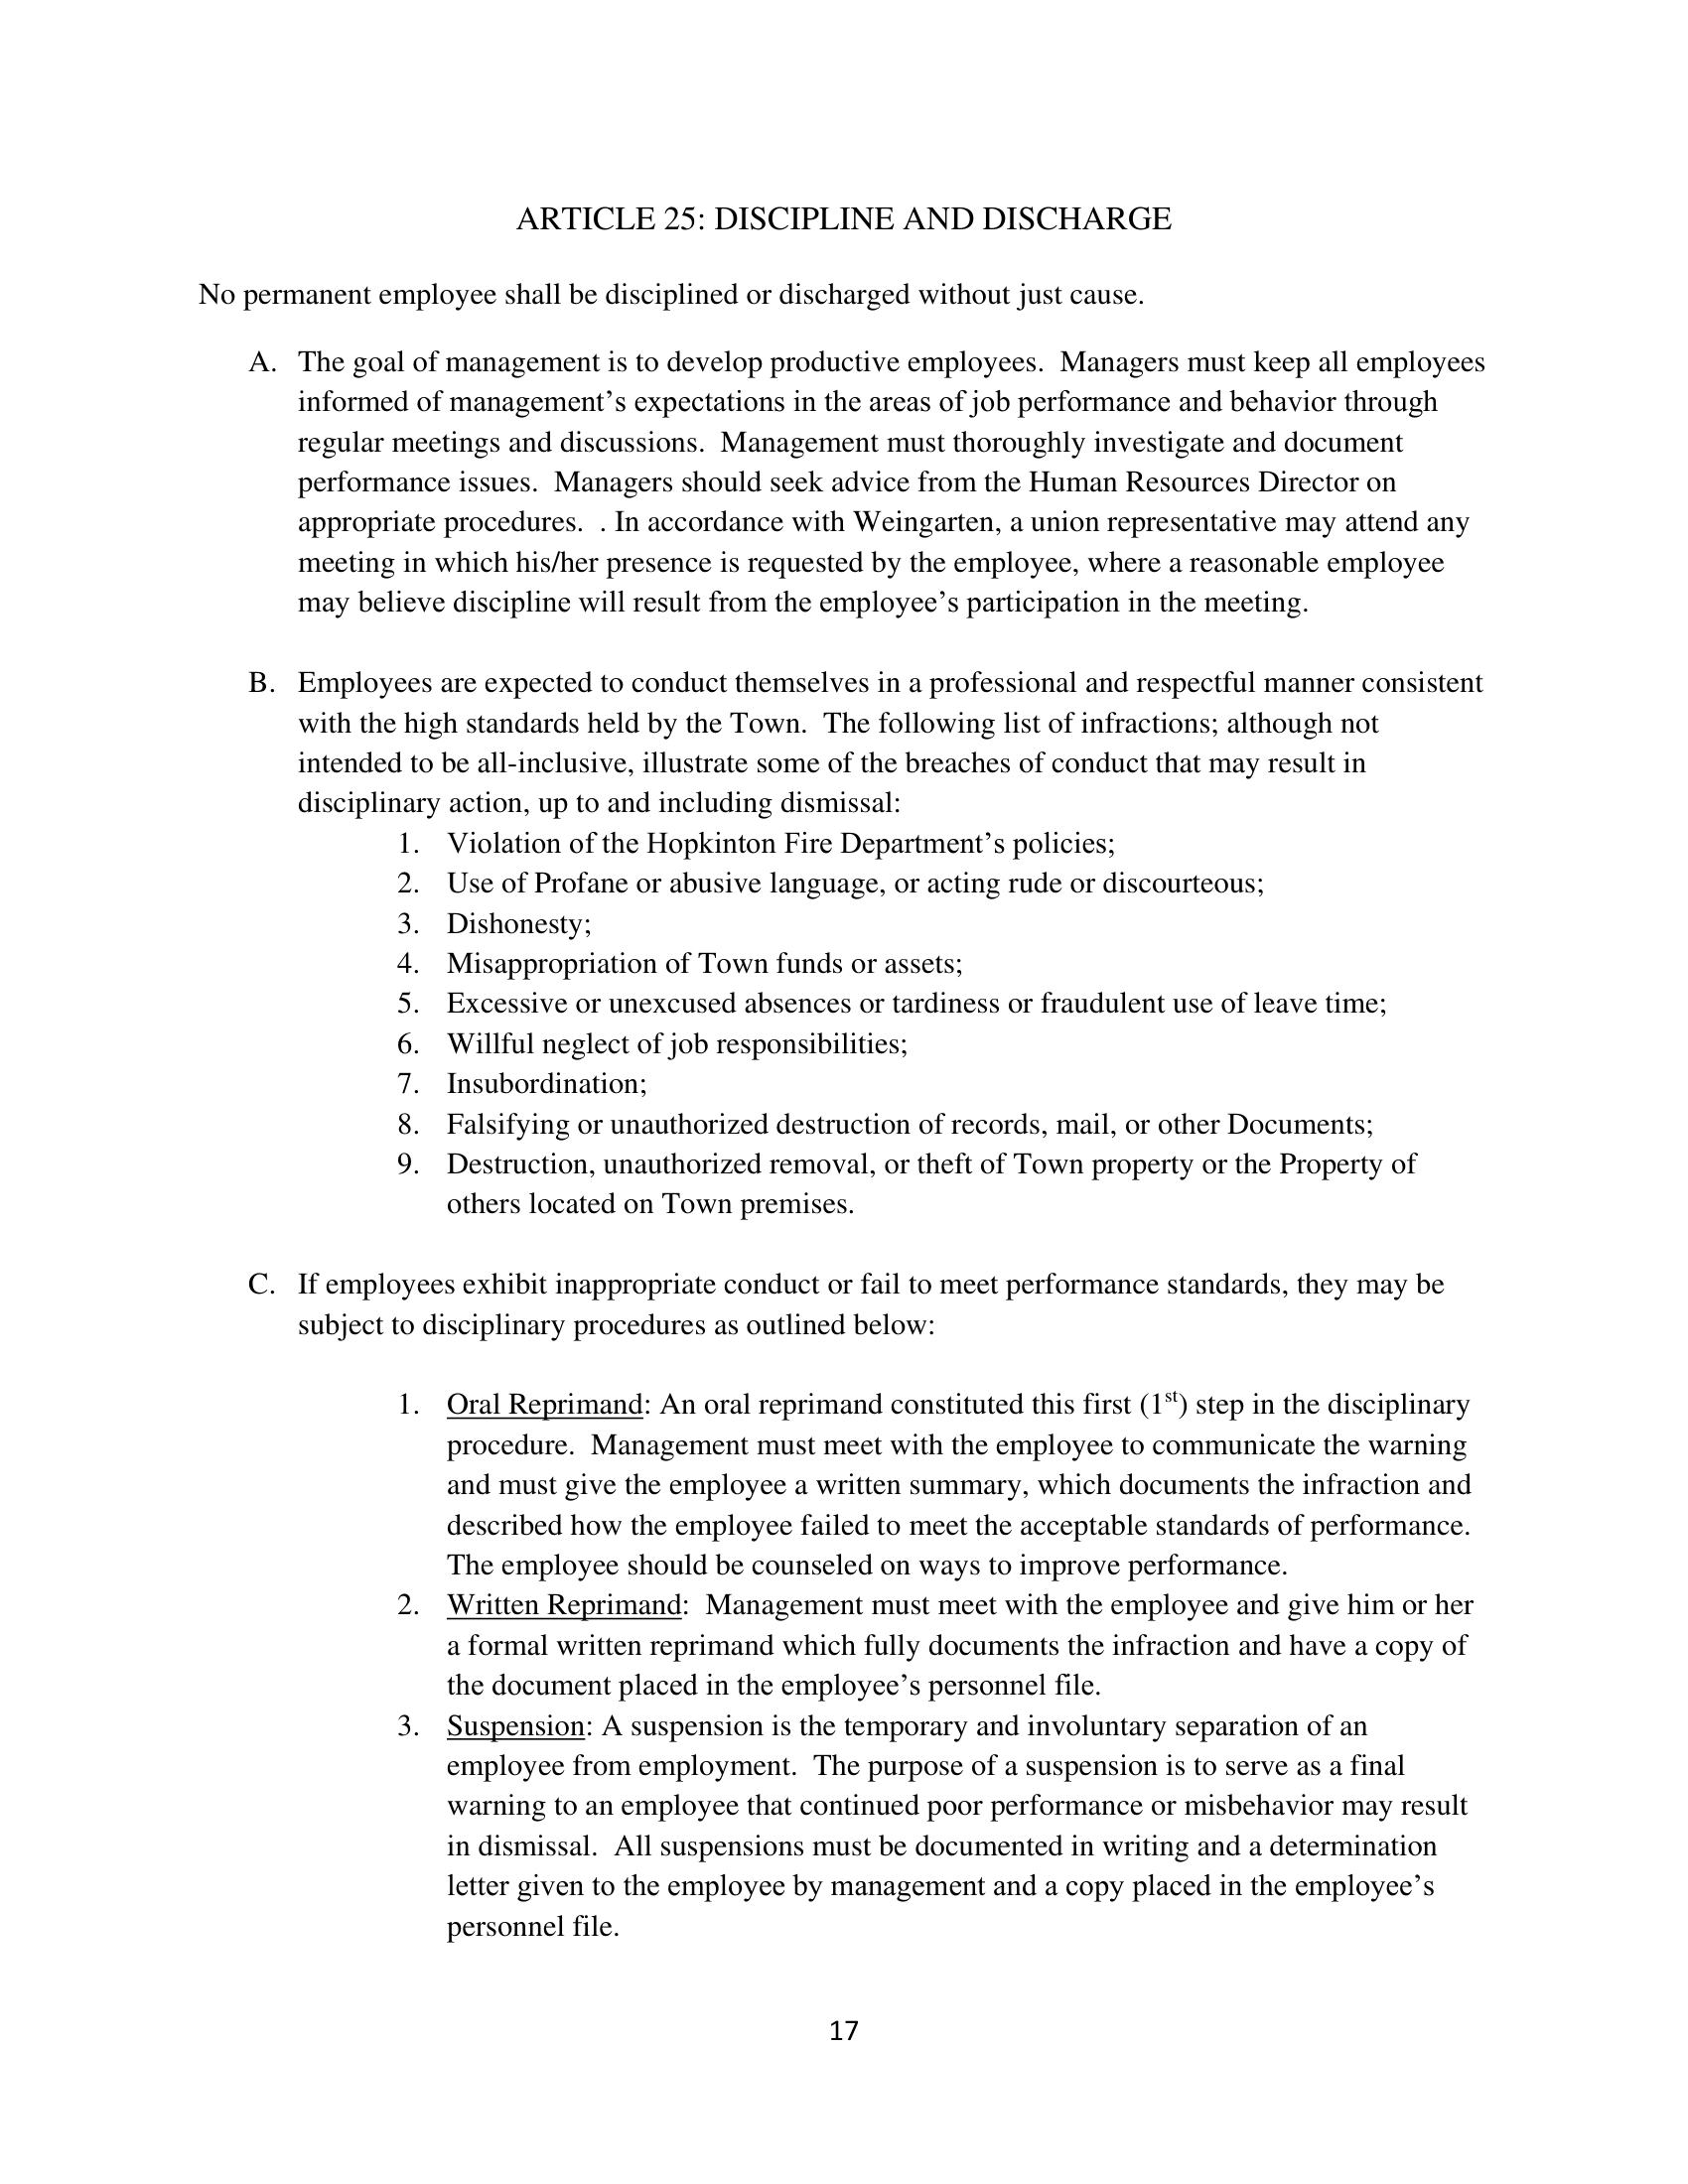 ARTICLE 25: DISCIPLINE AND DISCHARGE
No permanent employee shall be disciplined or discharged without just cause.
A. The goal of management is to develop productive employees.  Managers must keep all employees
informed of management’s expectations in the areas of job performance and behavior through
regular meetings and discussions.  Management must thoroughly investigate and document
performance issues.  Managers should seek advice from the Human Resources Director on
appropriate procedures.  . In accordance with Weingarten, a union representative may attend any
meeting in which his/her presence is requested by the employee, where a reasonable employee
may believe discipline will result from the employee’s participation in the meeting.
B. Employees are expected to conduct themselves in a professional and respectful manner consistent
with the high standards held by the Town.  The following list of infractions; although not
intended to be all-inclusive, illustrate some of the breaches of conduct that may result in
disciplinary action, up to and including dismissal:
1. Violation of the Hopkinton Fire Department’s policies;
2. Use of Profane or abusive language, or acting rude or discourteous;
3. Dishonesty;
4. Misappropriation of Town funds or assets;
5. Excessive or unexcused absences or tardiness or fraudulent use of leave time;
6. Willful neglect of job responsibilities;
7. Insubordination;
8. Falsifying or unauthorized destruction of records, mail, or other Documents;
9. Destruction, unauthorized removal, or theft of Town property or the Property of
others located on Town premises.
C. If employees exhibit inappropriate conduct or fail to meet performance standards, they may be
subject to disciplinary procedures as outlined below:
1. Oral Reprimand: An oral reprimand constituted this first (1st) step in the disciplinary
procedure.  Management must meet with the employee to communicate the warning
and must give the employee a written summary, which documents the infraction and
described how the employee failed to meet the acceptable standards of performance.
The employee should be counseled on ways to improve performance.
2. Written Reprimand:  Management must meet with the employee and give him or her
a formal written reprimand which fully documents the infraction and have a copy of
the document placed in the employee’s personnel file.
3. Suspension: A suspension is the temporary and involuntary separation of an
employee from employment.  The purpose of a suspension is to serve as a final
warning to an employee that continued poor performance or misbehavior may result
in dismissal.  All suspensions must be documented in writing and a determination
letter given to the employee by management and a copy placed in the employee’s
personnel file.
17